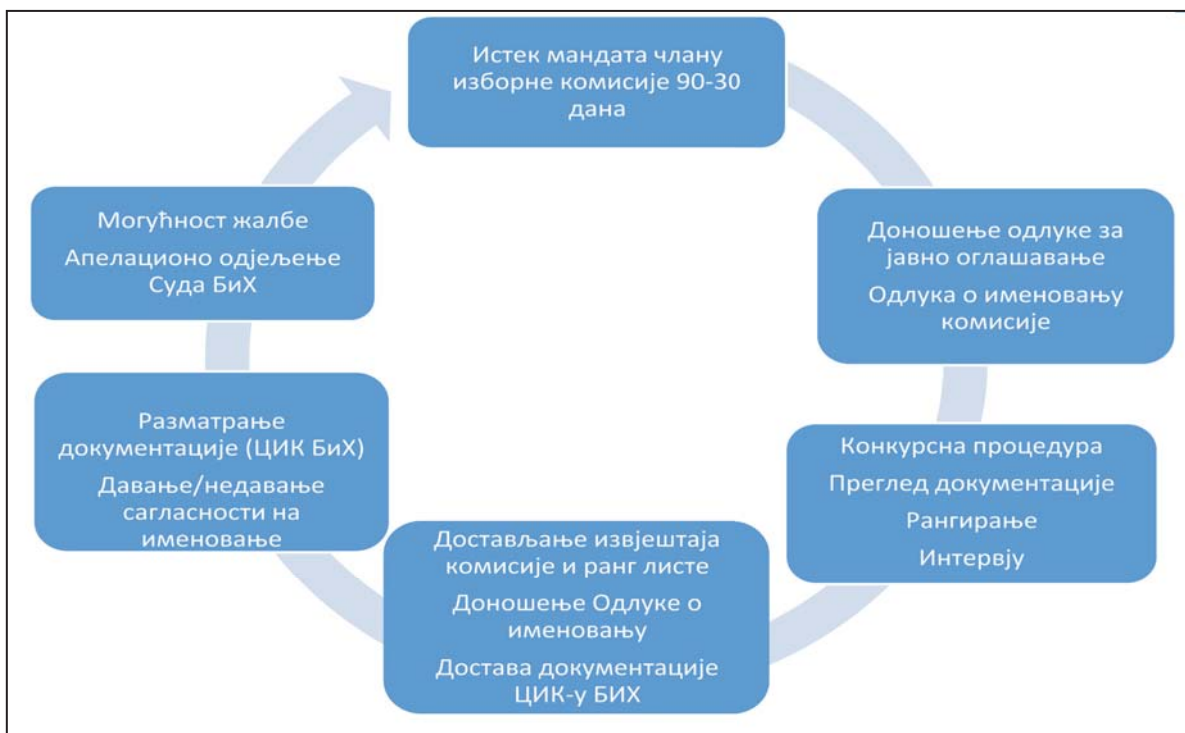 Истек мандата члану
изборне комисије 90-30
дана
Доношење одлуке за
јавно оглашавање
Одлука о именовању
комисије
Конкурсна процедура
Преглед документације
Рангирање
Интервју
Достављање извјештаја
комисије и ранг листе
Доношење Одлуке о
именовању
Достава документације
ЦИК-у БИХ
Разматрање
документације (ЦИК БиХ)
Давање/недавање
сагласности на
именовање
Могућност жалбе
Апелационо одјељење
Суда БиХ